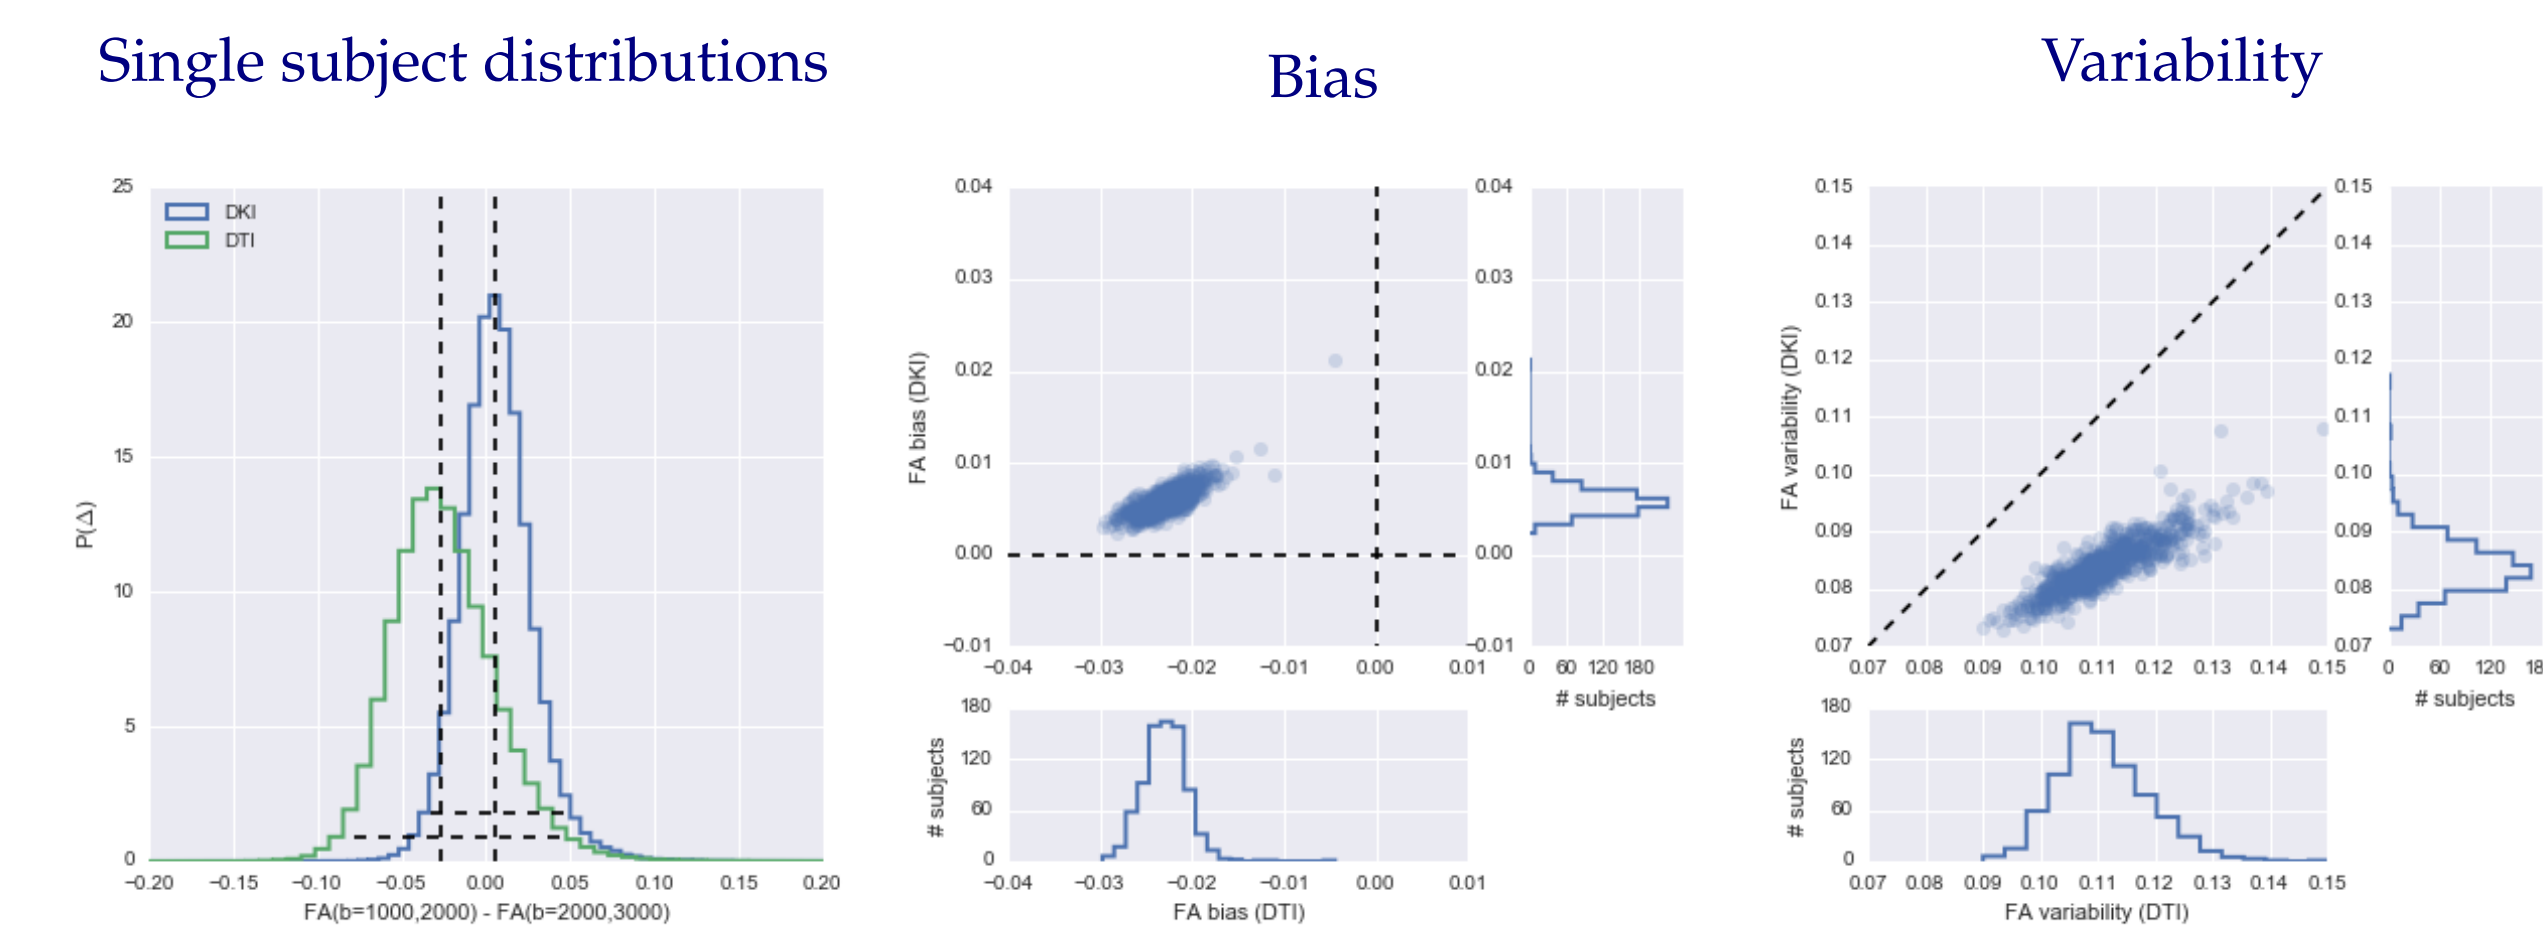 Single subject distributions
Bias
Variability
25
20
15
10
5
0
P(Δ)
DKI
DTI
−0.20 −0.15 −0.10 −0.05 0.00 0.05 0.10 0.15 0.20
FA(b=1000,2000) - FA(b=2000,3000)
0.04
0.03
0.02
0.01
0.00
−0.01
FA bias (DKI)
−0.04 −0.03 −0.02 −0.01 0.00 0.01
0.04
0.03
0.02
0.01
0.00
−0.01
0 60 120 180
# subjects
180
120
60
0
# subjects
−0.04 −0.03 −0.02 −0.01 0.00 0.01
FA bias (DTI)
0.15
0.14
0.13
0.12
0.11
0.10
0.09
0.08
0.07
FA variability (DKI)
0.07 0.08 0.09 0.10 0.11 0.12 0.13 0.14 0.15
0.15
0.14
0.13
0.12
0.11
0.10
0.09
0.08
0.07
0 60 120 18
# subjects
180
120
60
0
# subjects
0.07 0.08 0.09 0.10 0.11 0.12 0.13 0.14 0.15
FA variability (DTI)